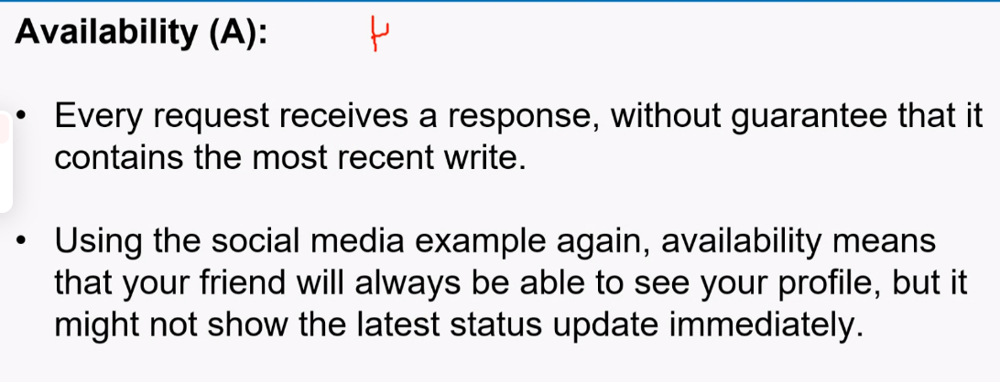 Availability (A):
• Every request receives a response, without guarantee that it
contains the most recent write.
• Using the social media example again, availability means
that your friend will always be able to see your profile, but it
might not show the latest status update immediately.